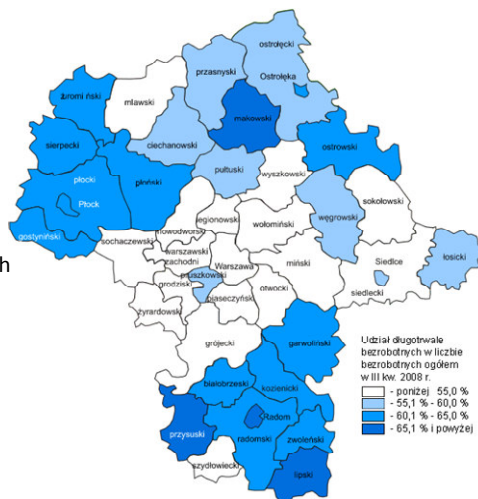 ostrołęcki
przasnyski
Ostrołęka
żuromiński
mławski
makowski
ciechanowski
sierpecki
ostrowski
pułtuski
płoński
wyszkowski
płocki
sokołowski
Płock
legionowski
węgrowski
wołomiński
gostyniński
nowodworski
sochaczewski
h
warszawski
zachodni
Warszawa
miński
Siedlce
łosicki
pruszkowski
grodziski
otwocki
siedlecki
piaseczyński
żyrardowski
grójecki
garwoliński
Udział długotrwale
bezrobotnych w liczbie
bezrobotnych ogółem
w III kw. 2008 r.
- poniżej 55,0 %
- 55,1 % - 60,0 %
- 60,1 % - 65,0 %
- 65,1 % i powyżej
białobrzeski
kozienicki
Radom
przysuski
radomski
zwoleński
szydłowiecki
lipski